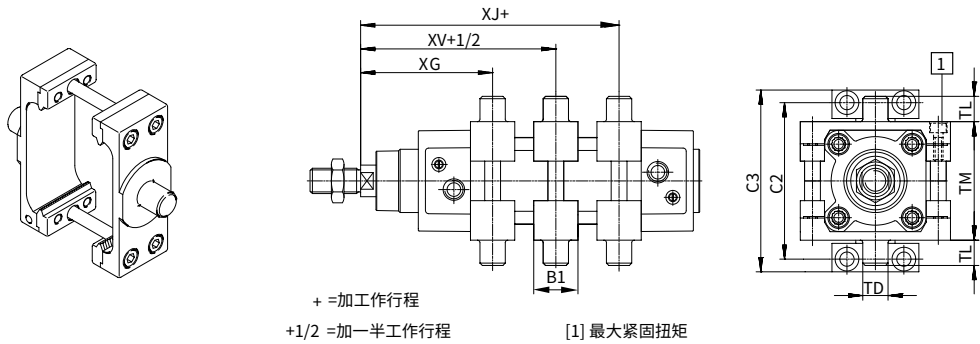 XJ+
XV+1/2
XG
B1
C3
C2
1
TL
TM
TL
TD
+ =加工作行程
+1/2 =加一半工作行程
[1] 最大紧固扭矩